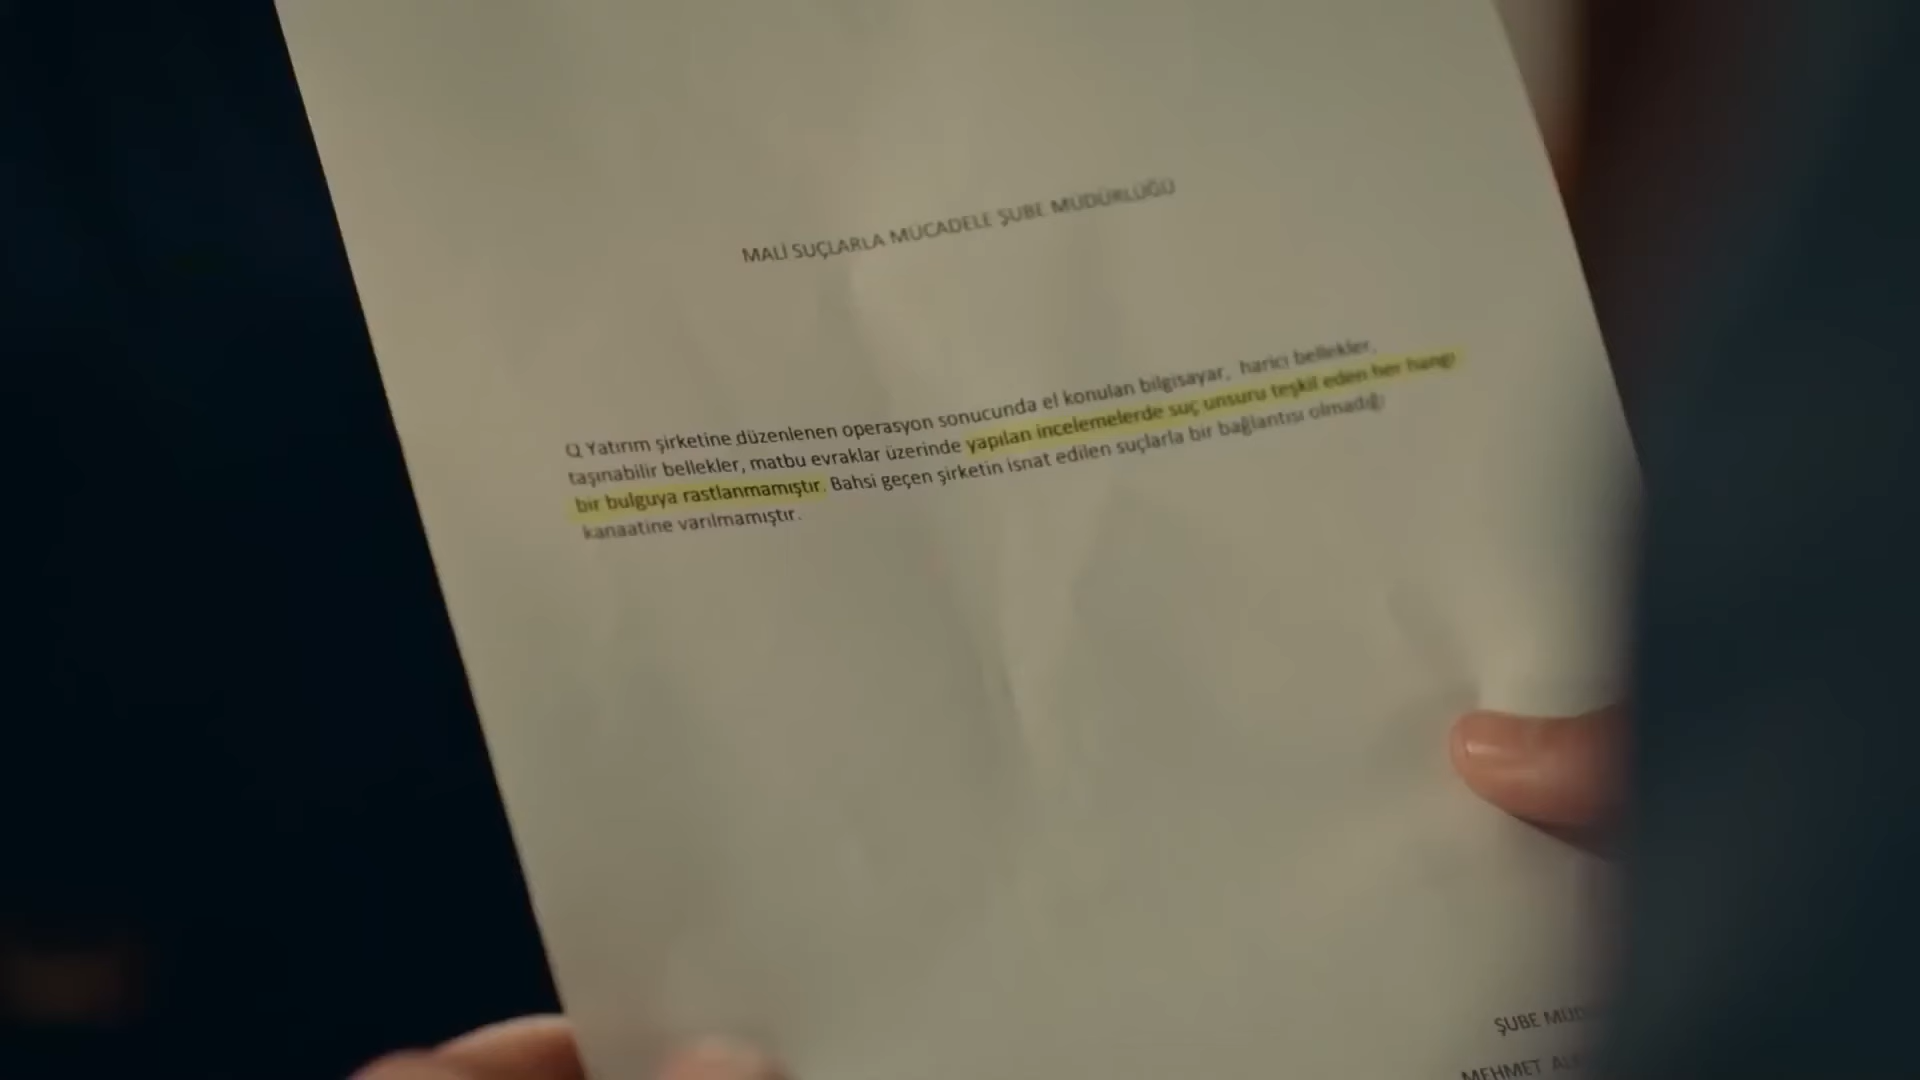 MALİ SUÇLARLA MÜCADELE ŞUBE MÜDÜRLÜĞÜ
Q Yatırım şirketine düzenlenen operasyon sonucunda el konulan bilgisayar, harici bellekler,
taşınabilir bellekler, matbu evraklar üzerinde yapılan incelemelerde suç unsuru teşkil eden her hangi
bir bulguya rastlanmamıştır. Bahsi geçen şirketin isnat edilen suçlarla bir bağlantısı olmadığı
kanaatine varılmamıştır.
ŞUBE
MEHMET